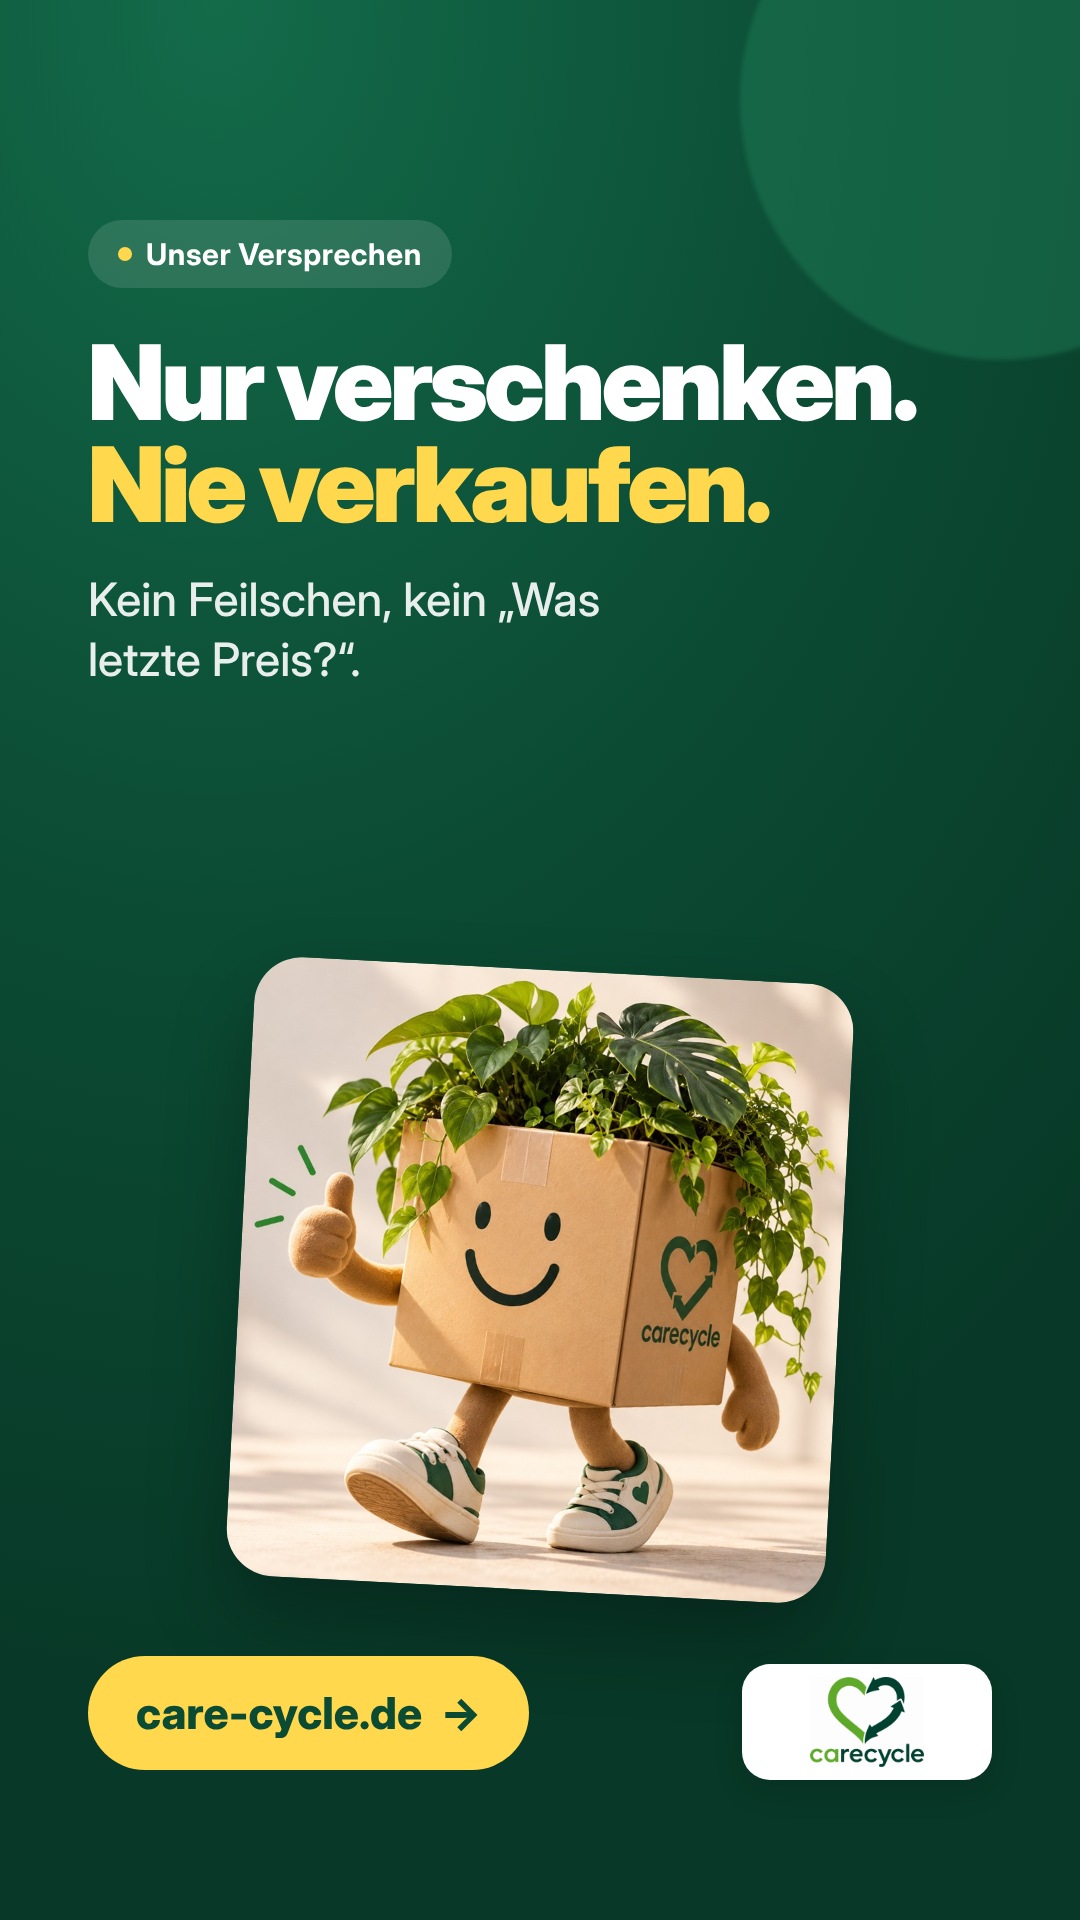 Unser Versprechen
Nur verschenken.
Nie verkaufen.
Kein Feilschen, kein „Was
letzte Preis?“.
carecycle
care-cycle.de →
carecycle